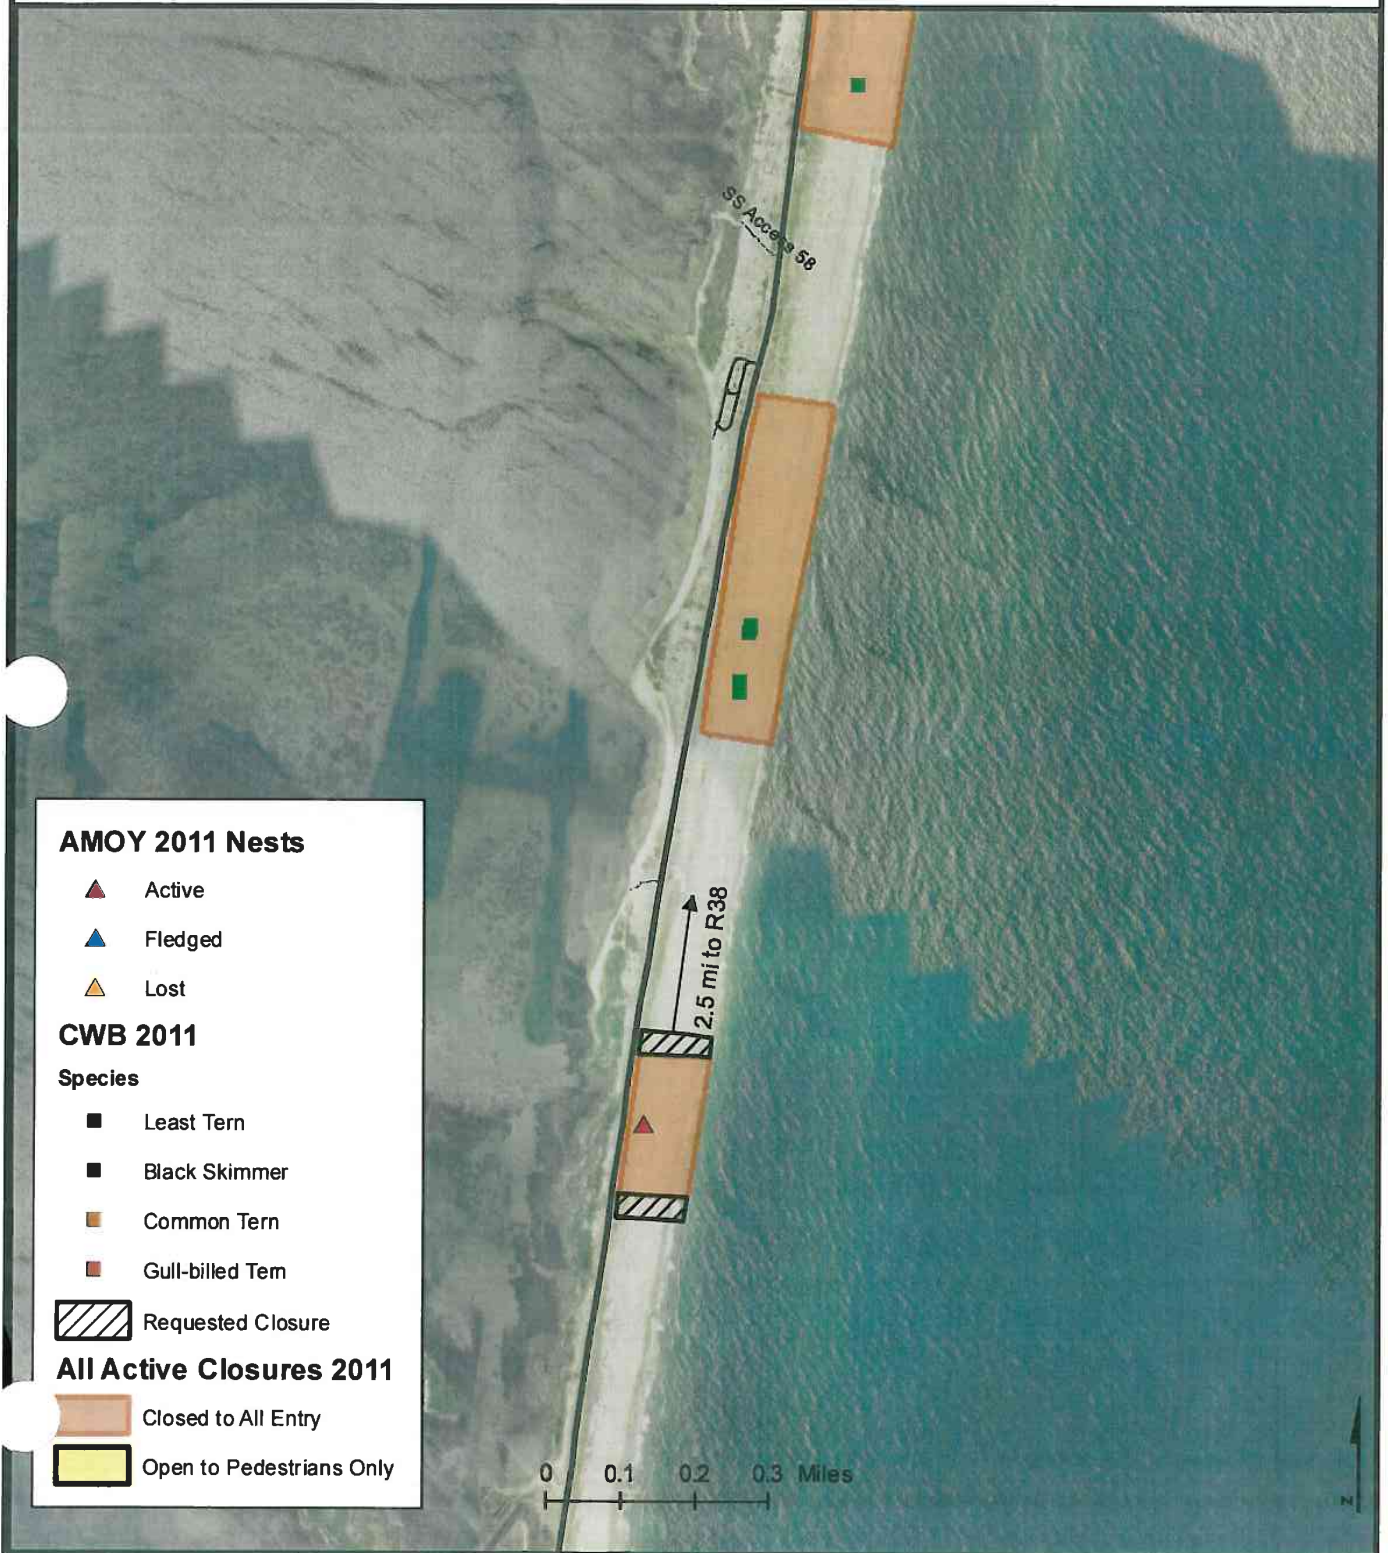 SS Access 58
2.5 mi to R38
AMOY 2011 Nests
Active
Fledged
Lost
CWB 2011
Species
Least Tern
Black Skimmer
Common Tern
Gull-billed Tern
Requested Closure
All Active Closures 2011
Closed to All Entry
Open to Pedestrians Only
0 0.1 0.2 0.3 Miles
N